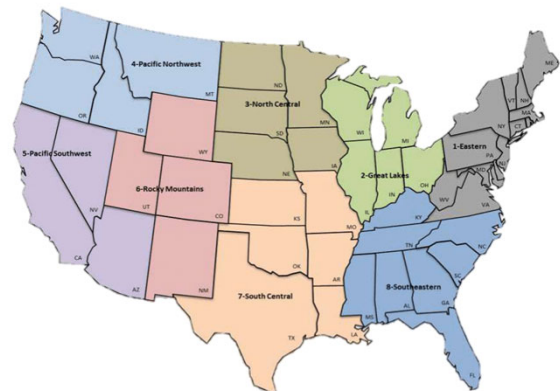 WA
4-Pacific Northwest
MT
OR
ID
ND
3-North Central
MN
SD
NE
IA
WI
MI
2-Great Lakes
IL
IN
OH
ME
VT
NH
MA
NY
CT
1-Eastern
PA
NJ
MD
WV
VA
5-Pacific Southwest
NV
CA
AZ
WY
6-Rocky Mountains
UT
CO
NM
KS
MO
OK
AR
7-South Central
TX
LA
KY
TN
NC
SC
8-Southeastern
MS
AL
GA
FL